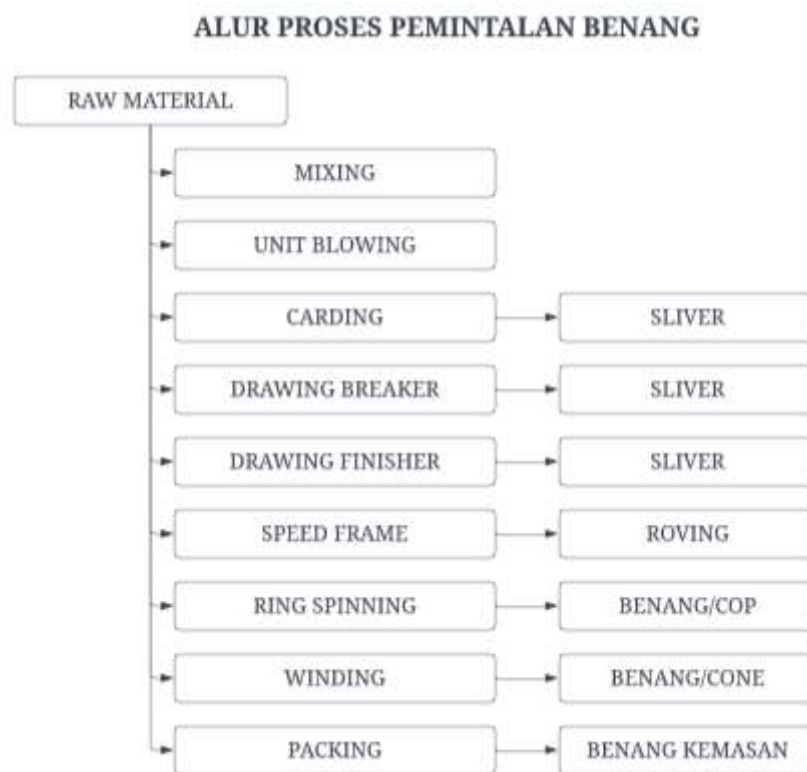 ALUR PROSES PEMINTALAN BENANG
RAW MATERIAL
MIXING
UNIT BLOWING
CARDING
SLIVER
DRAWING BREAKER
SLIVER
DRAWING FINISHER
SLIVER
SPEED FRAME
ROVING
RING SPINNING
BENANG/COP
WINDING
BENANG/CONE
PACKING
BENANG KEMASAN